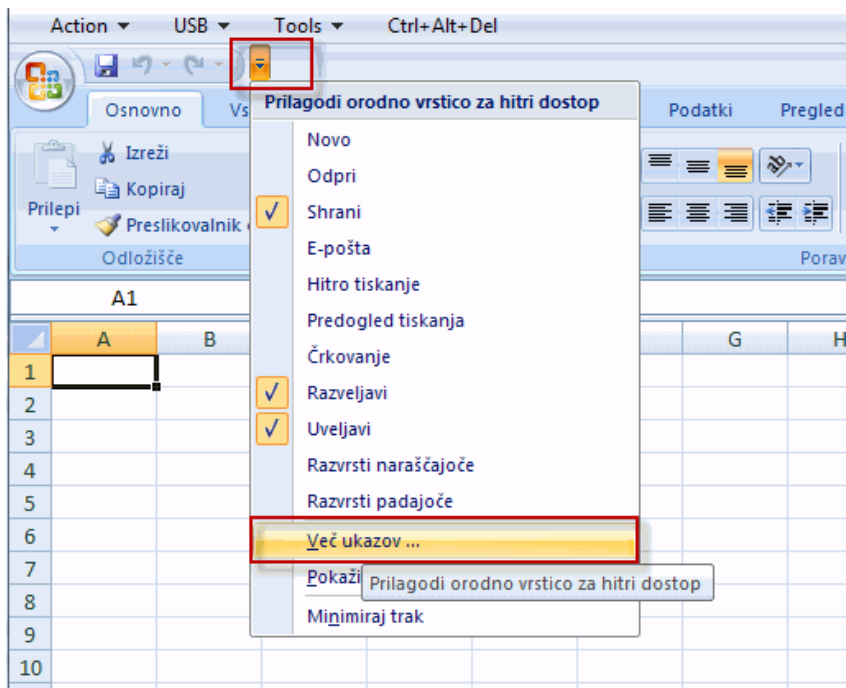 Action USB Tools Ctrl+Alt+Del
Osnovno Vs Podatki Pregled
Prilagodi orodno vrstico za hitri dostop
Izreži
Kopiraj
Prilepi
Preslikovalnik
Odložišče
Porav
Novo
Odpri
Shrani
E-pošta
Hitro tiskanje
Predogled tiskanja
Črkovanje
Razveljavi
Uveljavi
Razvrsti naraščajoče
Razvrsti padajoče
Več ukazov ...
Pokaži
Prilagodi orodno vrstico za hitri dostop
Minimiraj trak
A1
A B G H
1
2
3
4
5
6
7
8
9
10